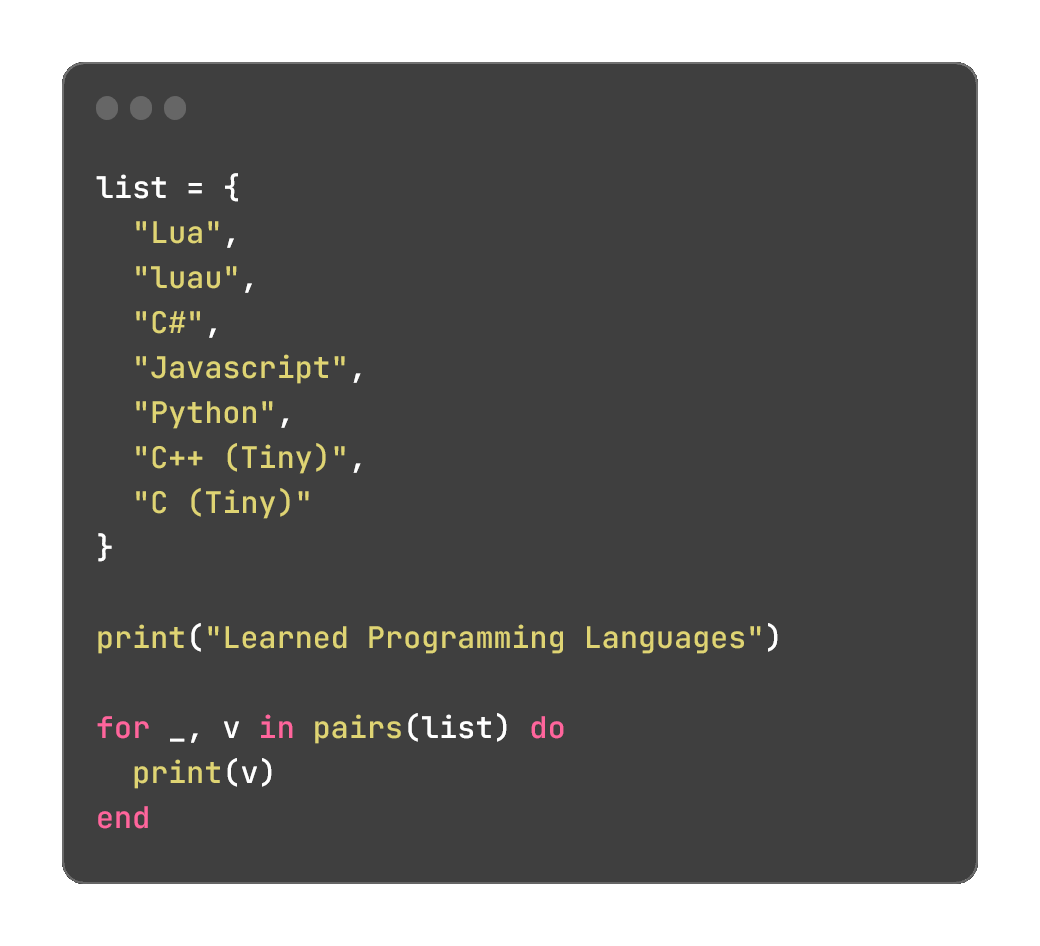 list = {
  "Lua",
  "luau",
  "C#",
  "Javascript",
  "Python",
  "C++ (Tiny)",
  "C (Tiny)"
}

print("Learned Programming Languages")

for _, v in pairs(list) do
  print(v)
end